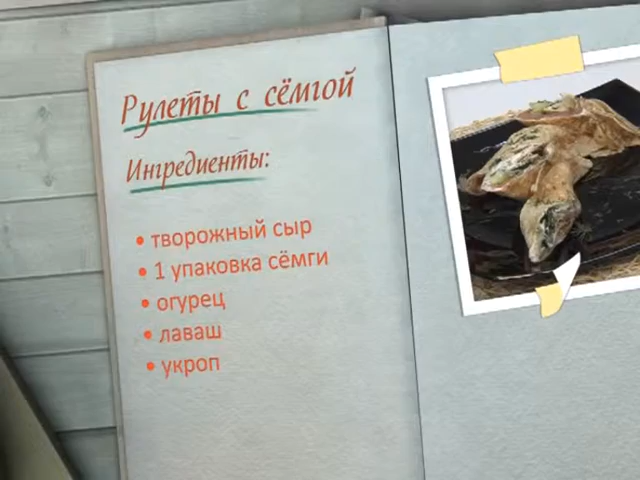 Рулеты с сёмгой
Ингредиенты:
• творожный сыр
• 1 упаковка сёмги
• огурец
• лаваш
• укроп